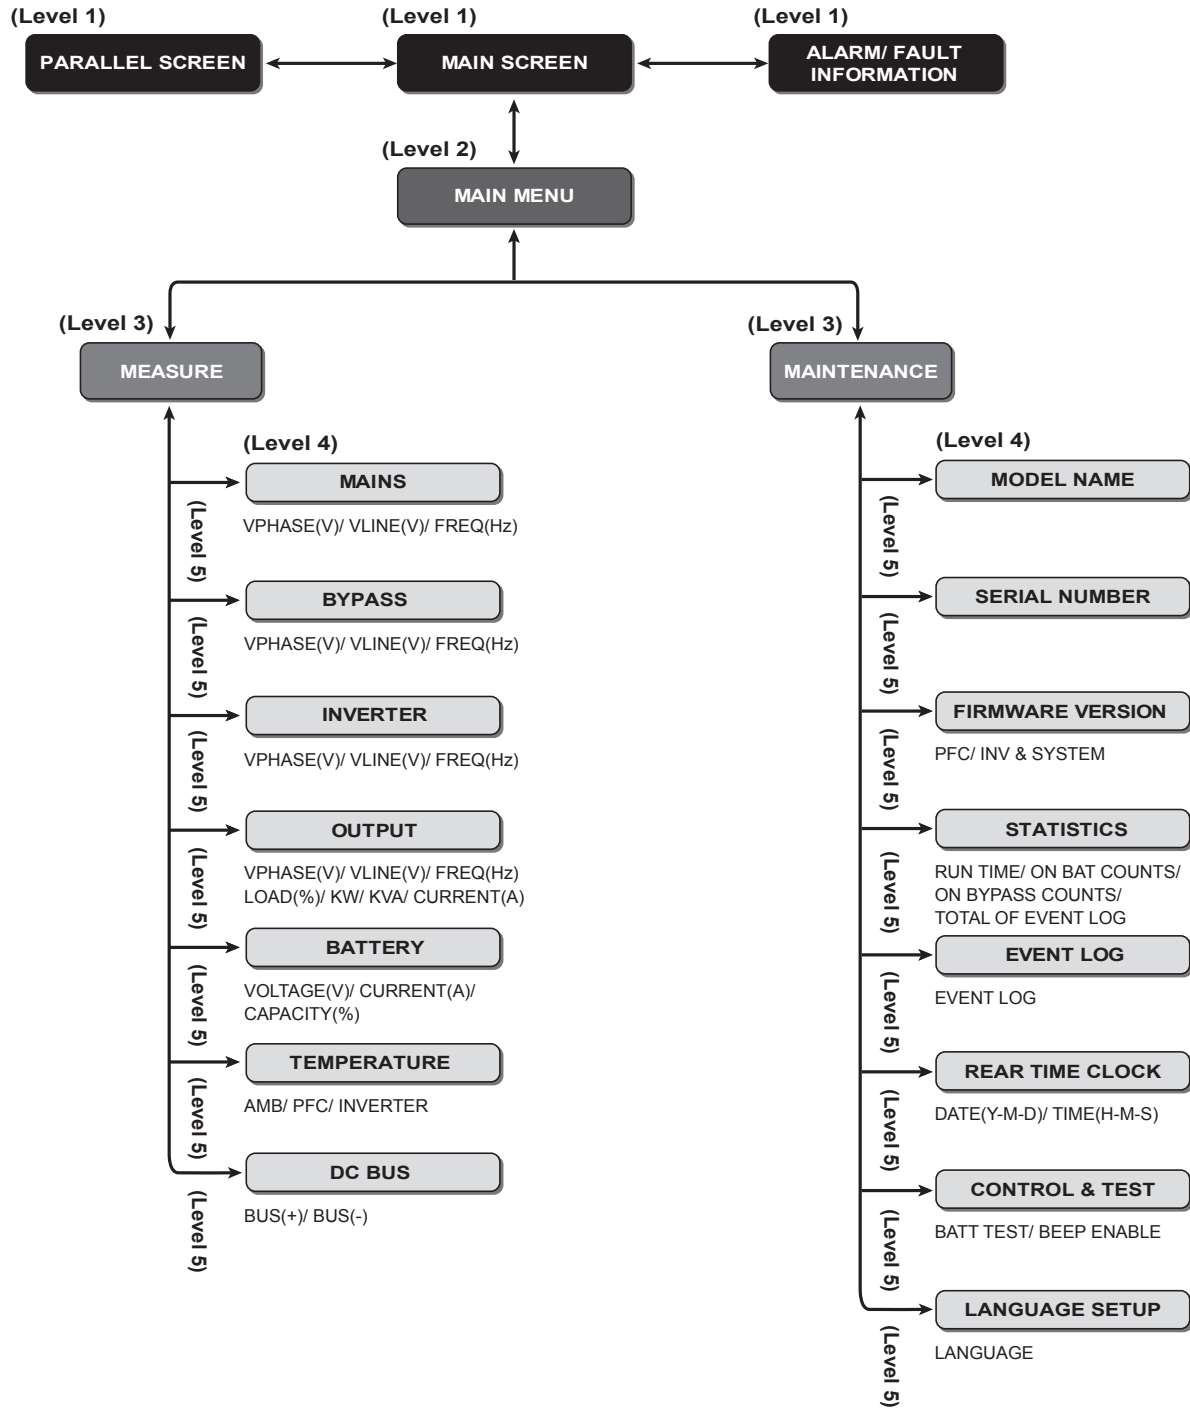 (Level 1)
(Level 1)
(Level 1)
PARALLEL SCREEN
MAIN SCREEN
ALARM/ FAULT
INFORMATION
(Level 2)
MAIN MENU
(Level 3)
MEASURE
(Level 4)
MAINS
(Level 5)
VPHASE(V)/ VLINE(V)/ FREQ(Hz)
BYPASS
(Level 5)
VPHASE(V)/ VLINE(V)/ FREQ(Hz)
INVERTER
(Level 5)
VPHASE(V)/ VLINE(V)/ FREQ(Hz)
OUTPUT
(Level 5)
VPHASE(V)/ VLINE(V)/ FREQ(Hz)
LOAD(%)/ KW/ KVA/ CURRENT(A)
BATTERY
(Level 5)
VOLTAGE(V)/ CURRENT(A)/
CAPACITY(%)
TEMPERATURE
(Level 5)
AMB/ PFC/ INVERTER
DC BUS
(Level 5)
BUS(+)/ BUS(-)
(Level 3)
MAINTENANCE
(Level 4)
MODEL NAME
(Level 5)
SERIAL NUMBER
(Level 5)
FIRMWARE VERSION
(Level 5)
PFC/ INV & SYSTEM
STATISTICS
(Level 5)
RUN TIME/ ON BAT COUNTS/
ON BYPASS COUNTS/
TOTAL OF EVENT LOG
EVENT LOG
(Level 5)
EVENT LOG
REAR TIME CLOCK
(Level 5)
DATE(Y-M-D)/ TIME(H-M-S)
CONTROL & TEST
(Level 5)
BATT TEST/ BEEP ENABLE
LANGUAGE SETUP
(Level 5)
LANGUAGE